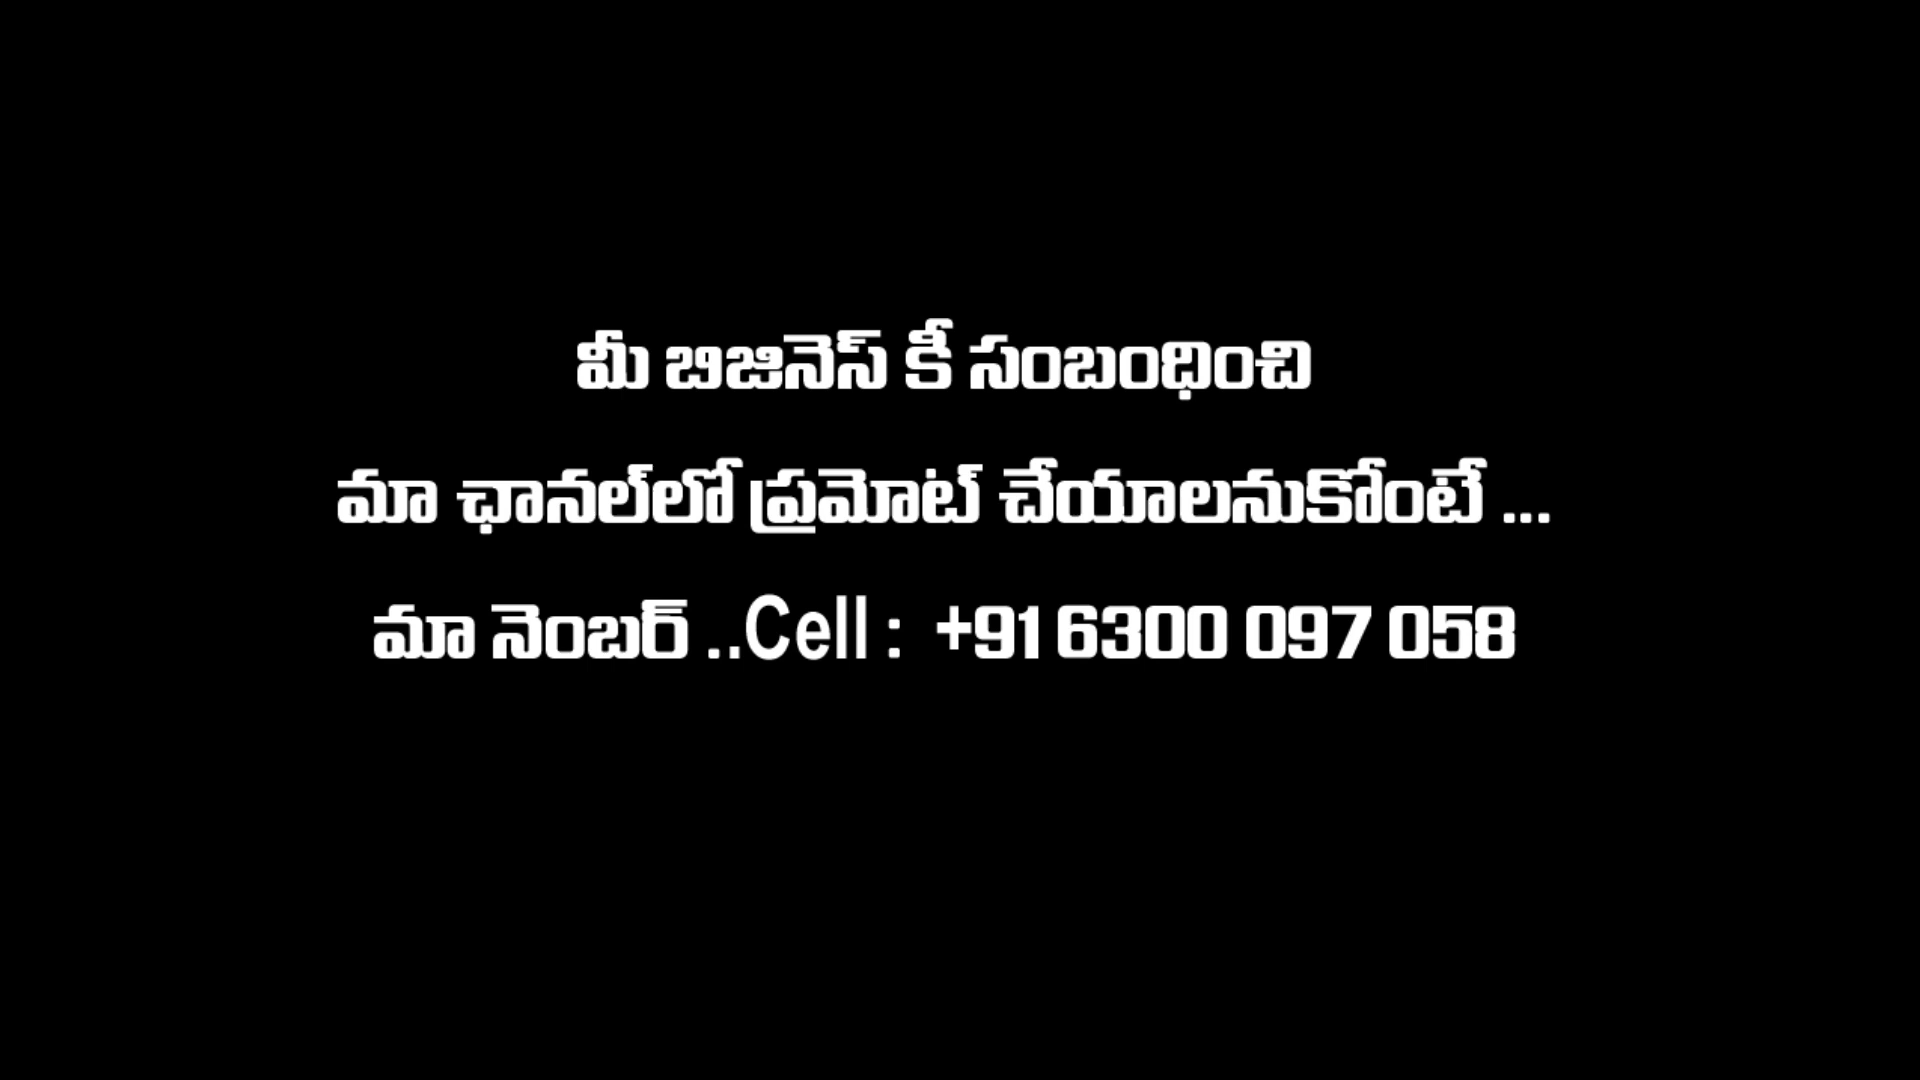 మీ బిజినెస్ కీ సంబంధించి
మా ఛానల్‌లో ప్రమోట్ చేయాలనుకోంటే ...
మా నెంబర్ ..Cell : +91 6300 097 058